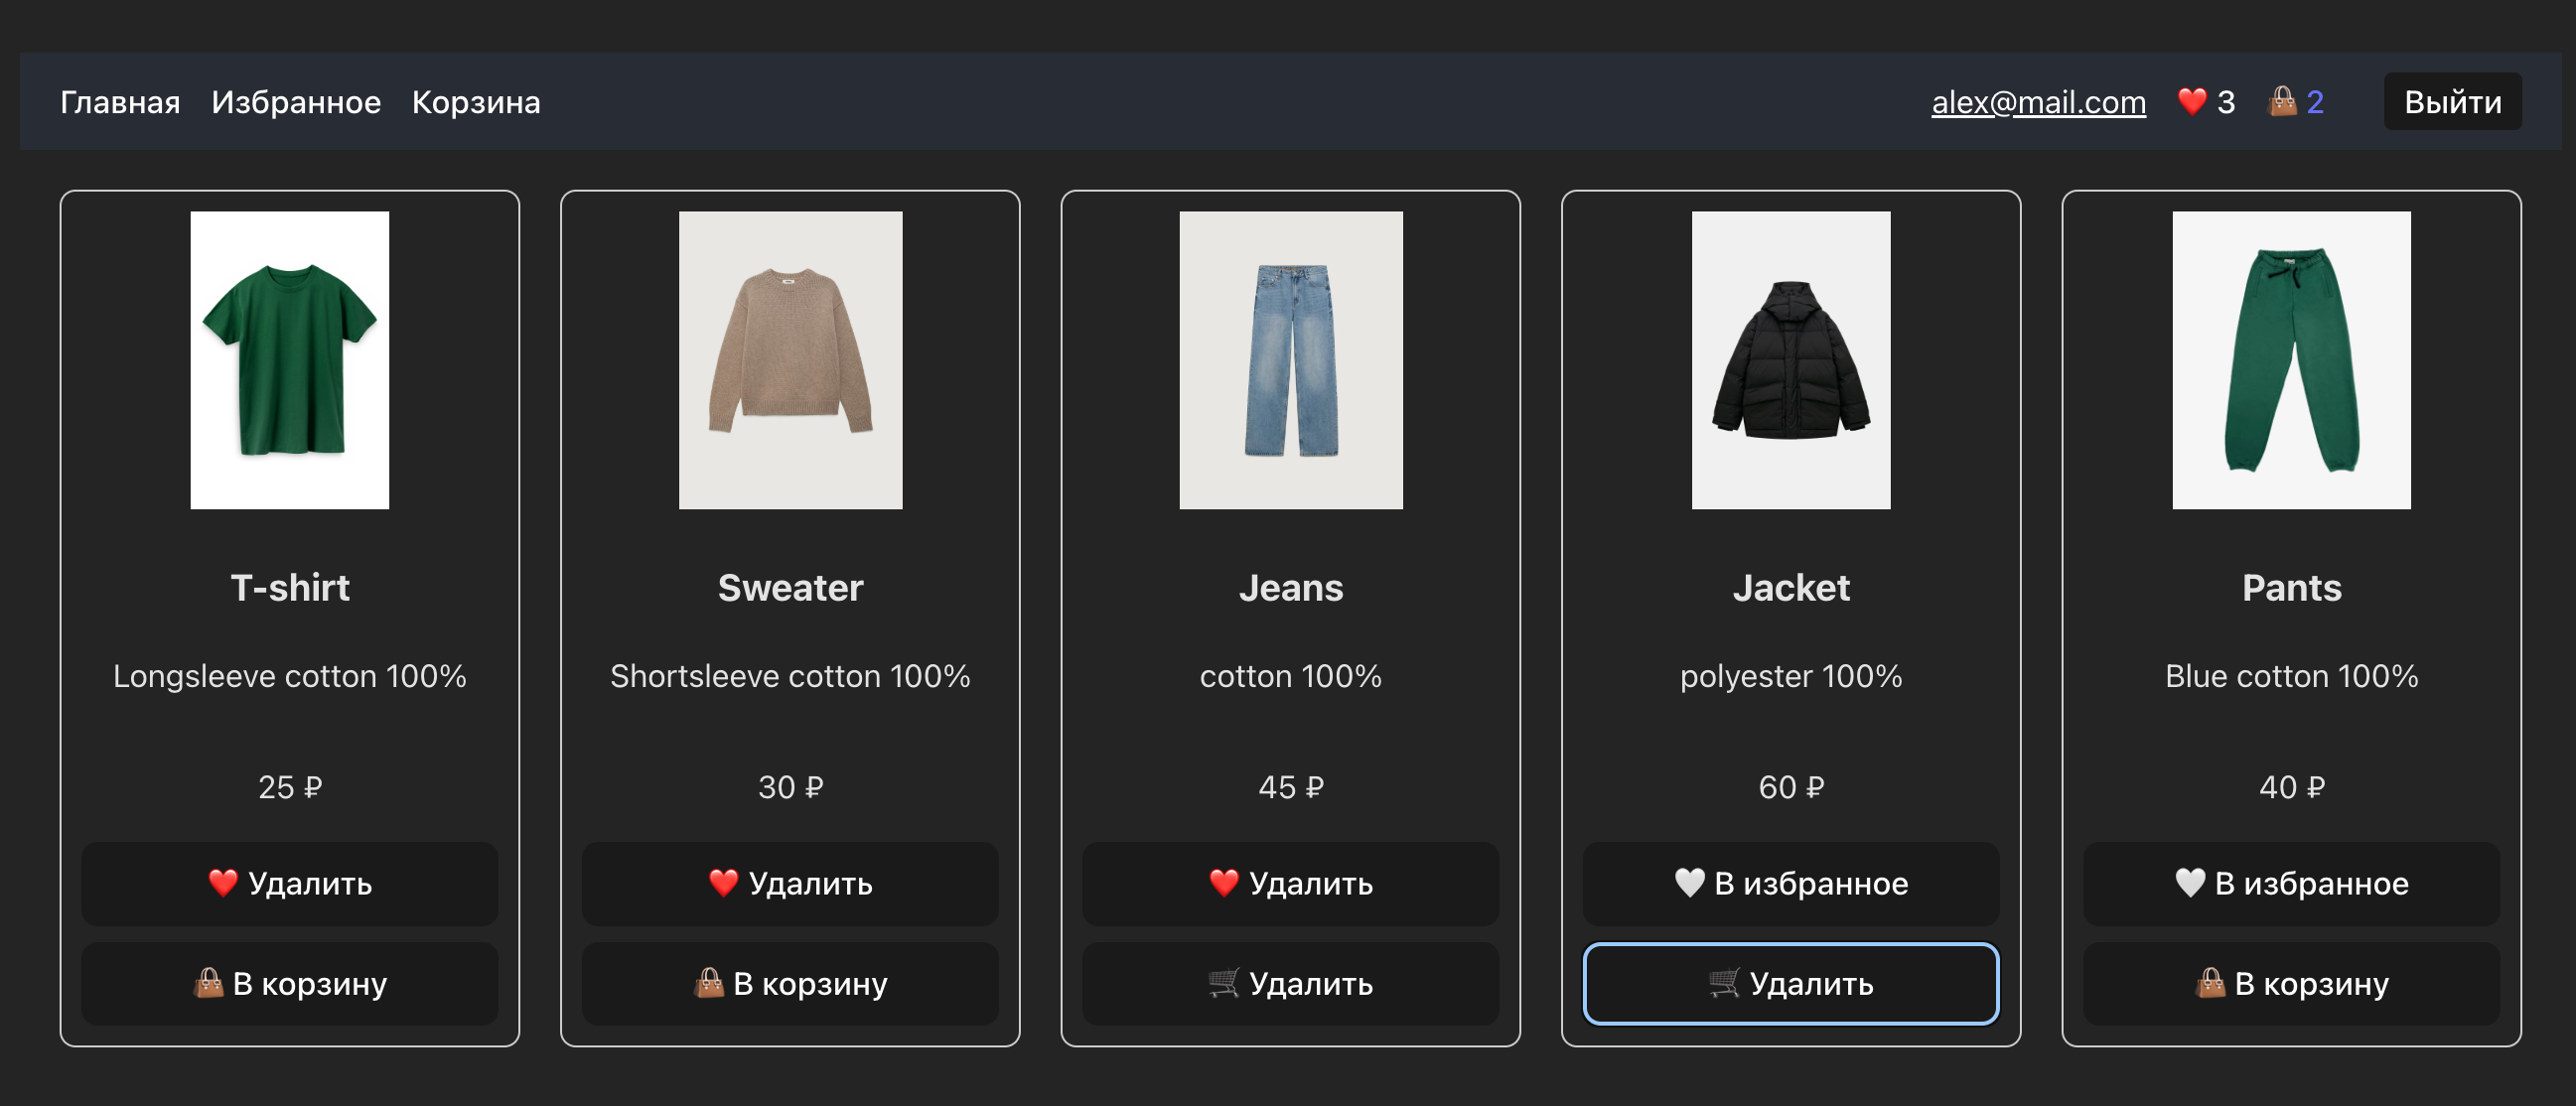 Главная Избранное Корзина alex@mail.com ❤️ 3 👜 2 Выйти
T-shirt
Longsleeve cotton 100%
25 ₽
❤️ Удалить
👜 В корзину
Sweater
Shortsleeve cotton 100%
30 ₽
❤️ Удалить
👜 В корзину
Jeans
cotton 100%
45 ₽
❤️ Удалить
🛒 Удалить
Jacket
polyester 100%
60 ₽
🤍 В избранное
🛒 Удалить
Pants
Blue cotton 100%
40 ₽
🤍 В избранное
👜 В корзину